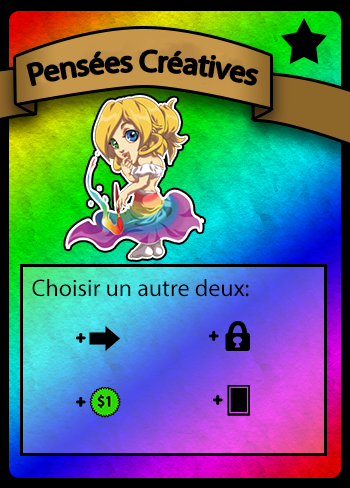 Pensées Créatives
Choisir un autre deux:
+ +
+ $1 +